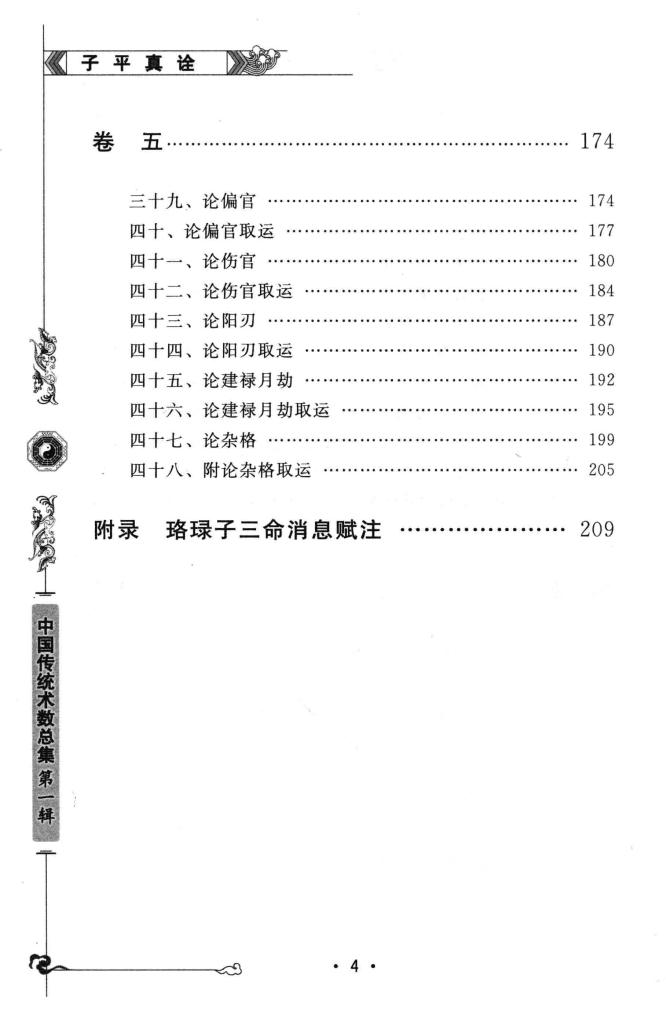 子平真诠
卷 五…………………………………………………………… 174
三十九、论偏官 …………………………………………… 174
四十、论偏官取运 ………………………………………… 177
四十一、论伤官 …………………………………………… 180
四十二、论伤官取运 ……………………………………… 184
四十三、论阳刃 …………………………………………… 187
四十四、论阳刃取运 ……………………………………… 190
四十五、论建禄月劫 ……………………………………… 192
四十六、论建禄月劫取运 ………………………………… 195
四十七、论杂格 …………………………………………… 199
四十八、附论杂格取运 …………………………………… 205
附录 珞琭子三命消息赋注 ………………… 209
中国传统术数总集 第一辑
· 4 ·